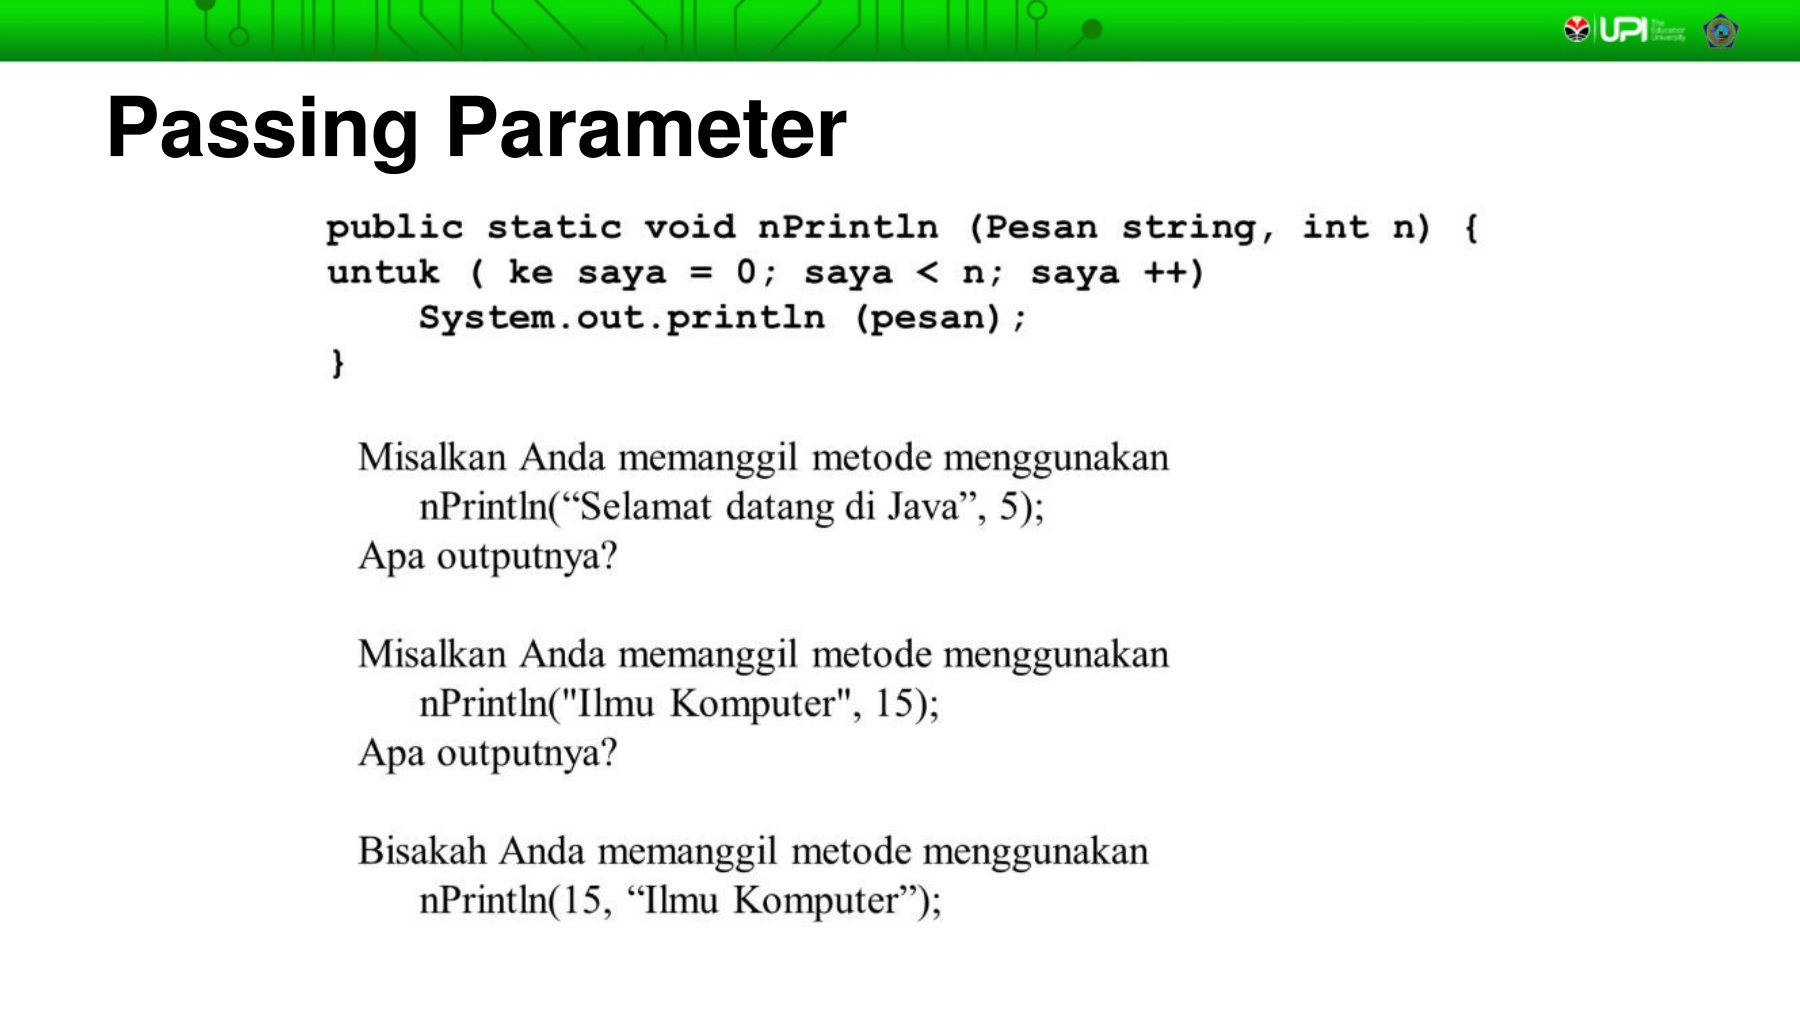 UPI The Education University
Passing Parameter
public static void nPrintln (Pesan string, int n) {
untuk ( ke saya = 0; saya < n; saya ++)
System.out.println (pesan);
}
Misalkan Anda memanggil metode menggunakan
nPrintln(“Selamat datang di Java”, 5);
Apa outputnya?
Misalkan Anda memanggil metode menggunakan
nPrintln("Ilmu Komputer", 15);
Apa outputnya?
Bisakah Anda memanggil metode menggunakan
nPrintln(15, “Ilmu Komputer”);